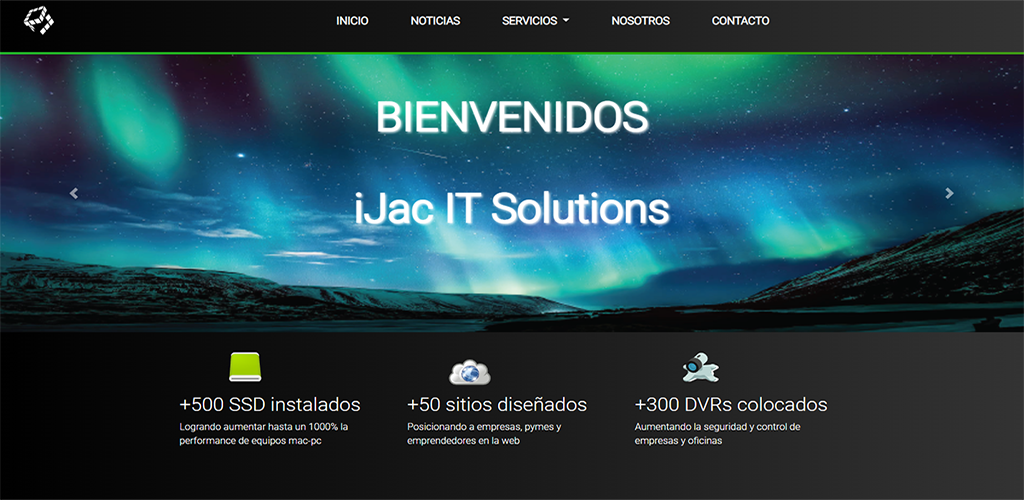 INICIO NOTICIAS SERVICIOS NOSOTROS CONTACTO
BIENVENIDOS
iJac IT Solutions
+500 SSD instalados
Logrando aumentar hasta un 1000% la
performance de equipos mac-pc
+50 sitios diseñados
Posicionando a empresas, pymes y
emprendedores en la web
+300 DVRs colocados
Aumentando la seguridad y control de
empresas y oficinas